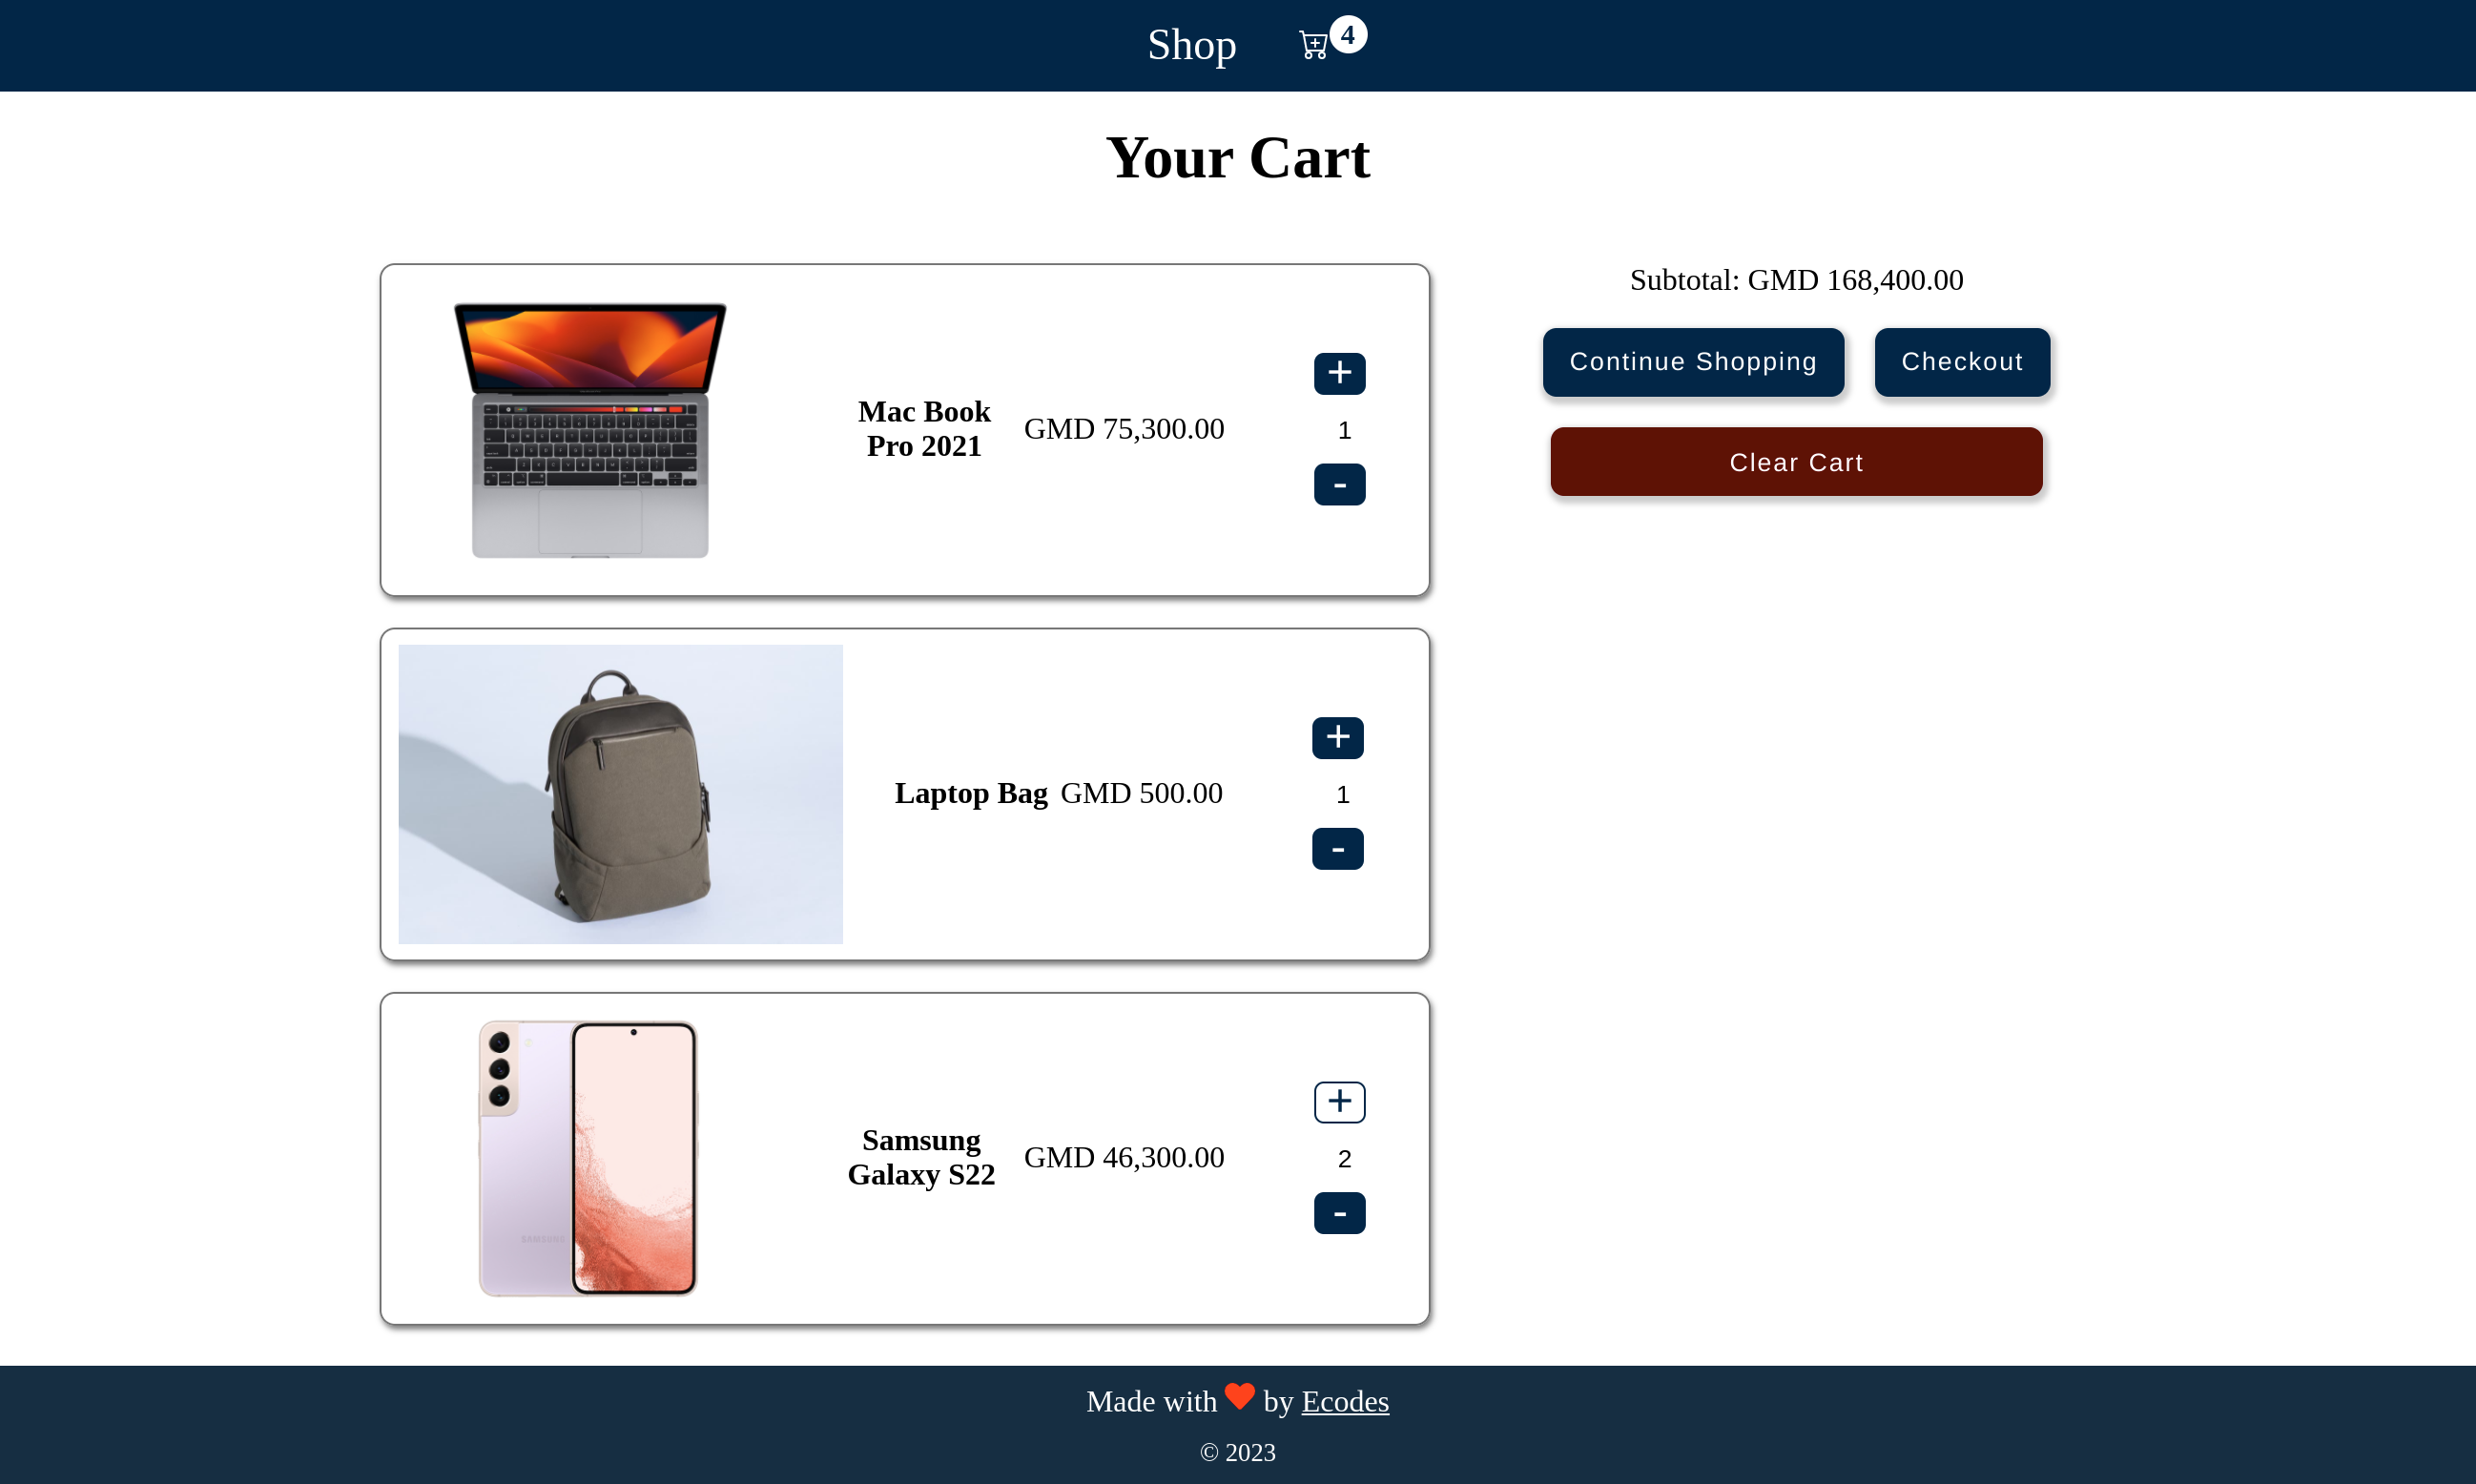 Shop 4
Your Cart
Mac Book
Pro 2021
GMD 75,300.00
+
1
-
Laptop Bag GMD 500.00
+
1
-
SAMSUNG
Samsung
Galaxy S22
GMD 46,300.00
+
2
-
Subtotal: GMD 168,400.00
Continue Shopping
Checkout
Clear Cart
Made with by Ecodes
© 2023